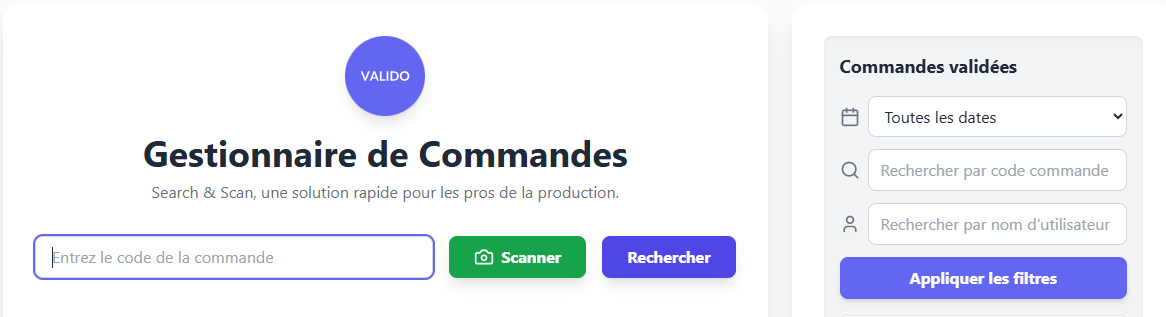 VALIDO
Gestionnaire de Commandes
Search & Scan, une solution rapide pour les pros de la production.
Entrez le code de la commande
Scanner
Rechercher
Commandes validées
Toutes les dates
Rechercher par code commande
Rechercher par nom d'utilisateur
Appliquer les filtres